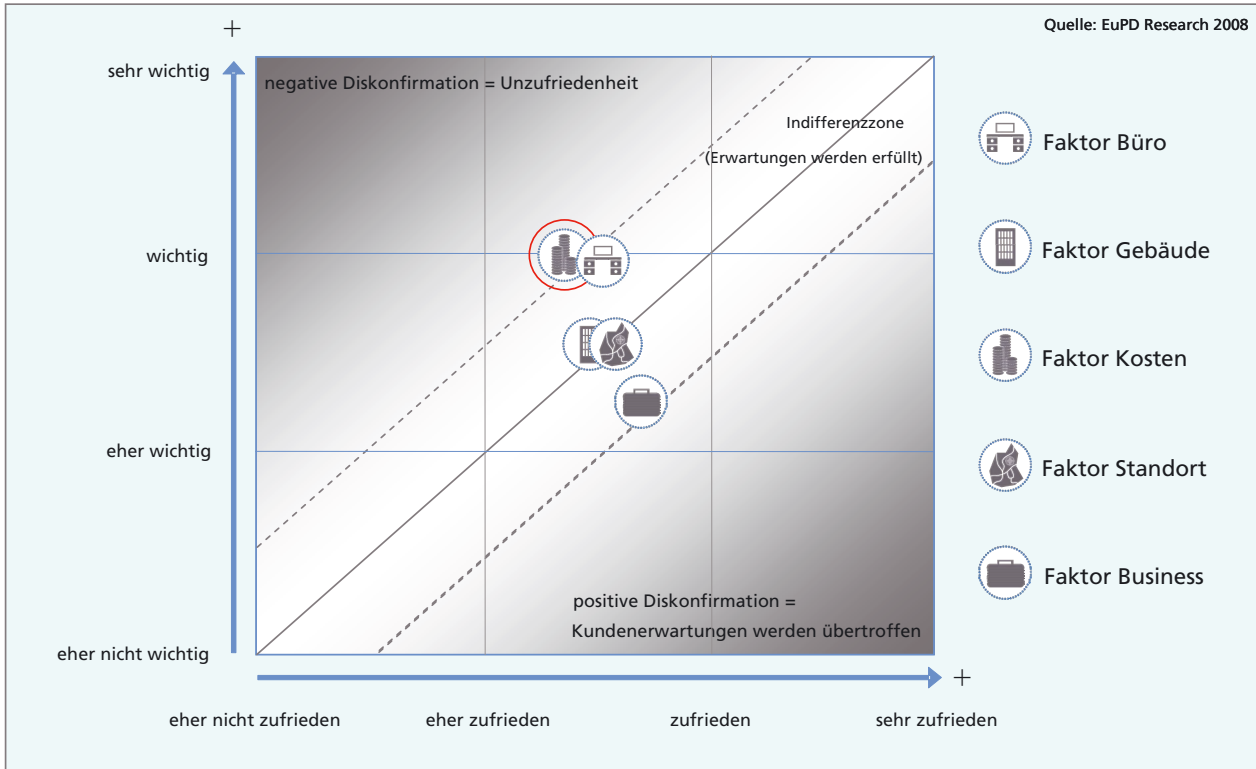 Quelle: EuPD Research 2008
+
sehr wichtig
negative Diskonfirmation = Unzufriedenheit
Indifferenzzone
(Erwartungen werden erfüllt)
Faktor Büro
wichtig
Faktor Gebäude
Faktor Kosten
eher wichtig
Faktor Standort
Faktor Business
positive Diskonfirmation =
Kundenerwartungen werden übertroffen
eher nicht wichtig
+
eher nicht zufrieden
eher zufrieden
zufrieden
sehr zufrieden